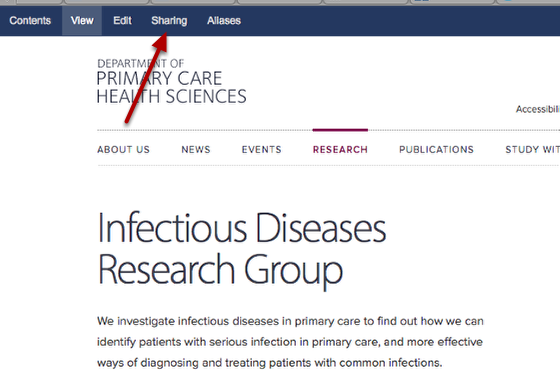 Contents View Edit Sharing Aliases
DEPARTMENT OF
PRIMARY CARE
HEALTH SCIENCES
ABOUT US NEWS EVENTS RESEARCH PUBLICATIONS STUDY
Infectious Diseases
Research Group
We investigate infectious diseases in primary care to find out how we can
identify patients with serious infection in primary care, and more effective
ways of diagnosing and treating patients with common infections.